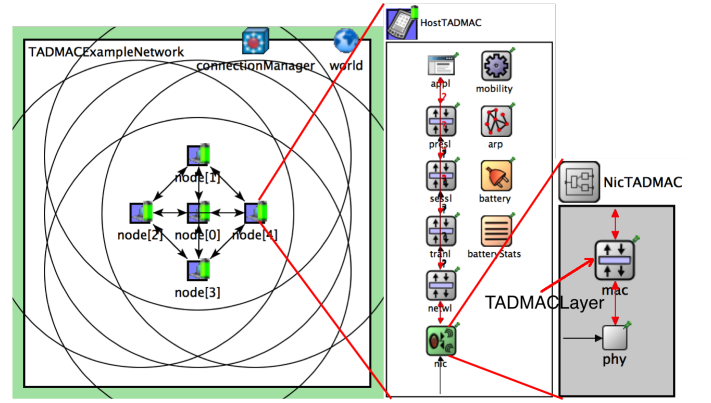 TADMACExampleNetwork
connectionManager
world
node[1]
node[2]
node[0]
node[4]
node[3]
HostTADMAC
appl
mobility
presl
arp
sessl
battery
tranl
batteryStats
netwl
nic
NicTADMAC
TADMACLayer
mac
phy